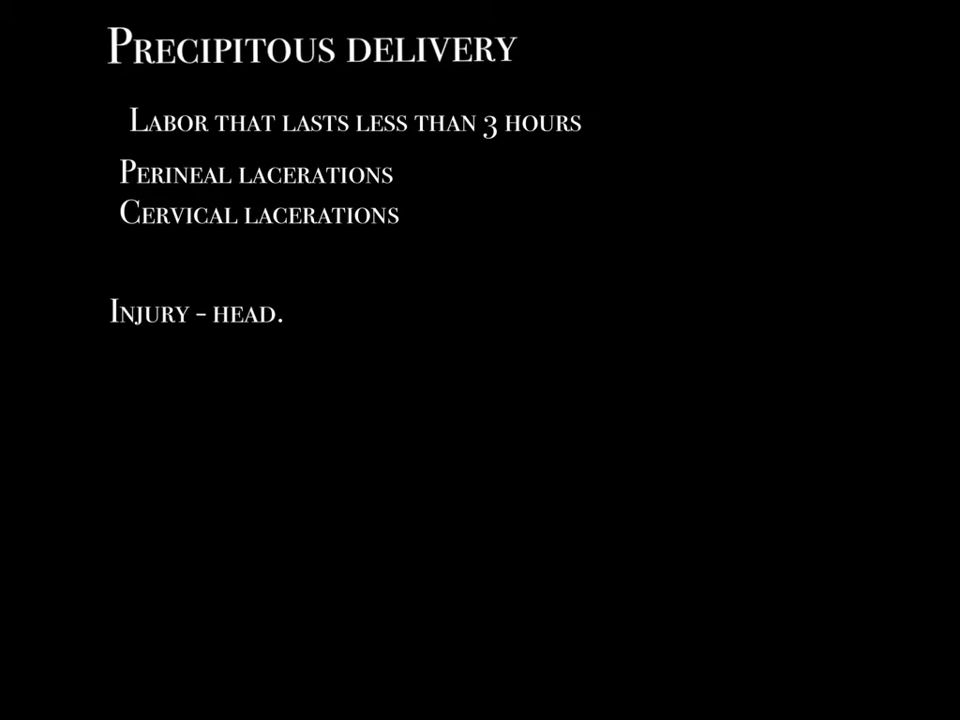 Precipitous delivery
Labor that lasts less than 3 hours
Perineal lacerations
Cervical lacerations
Injury - head.